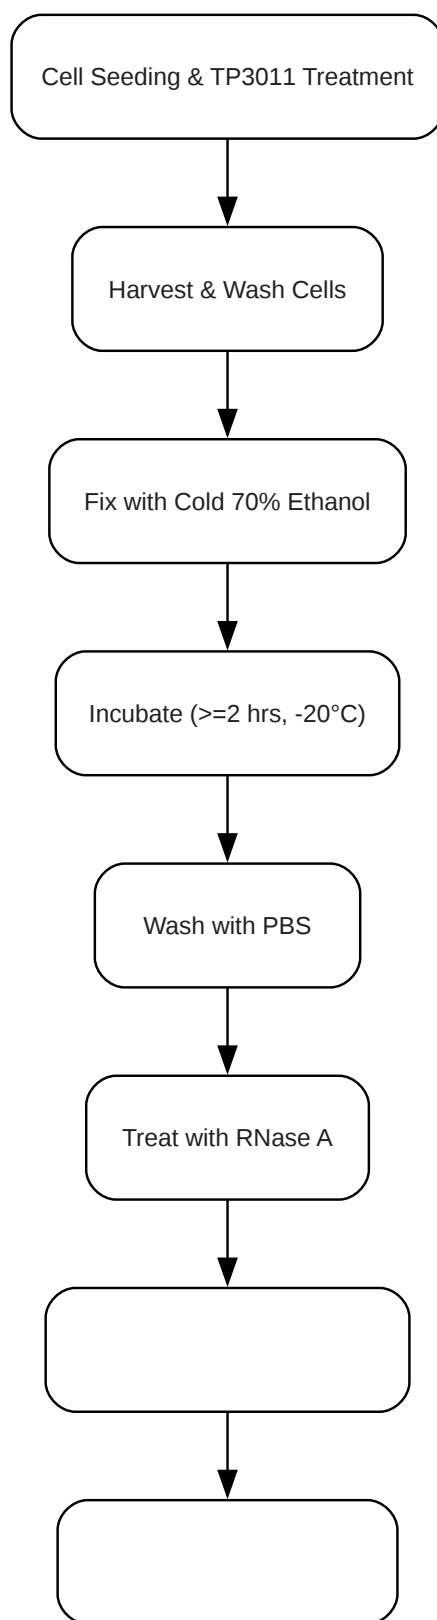 Cell Seeding & TP3011 Treatment
Harvest & Wash Cells
Fix with Cold 70% Ethanol
Incubate (>=2 hrs, -20°C)
Wash with PBS
Treat with RNase A